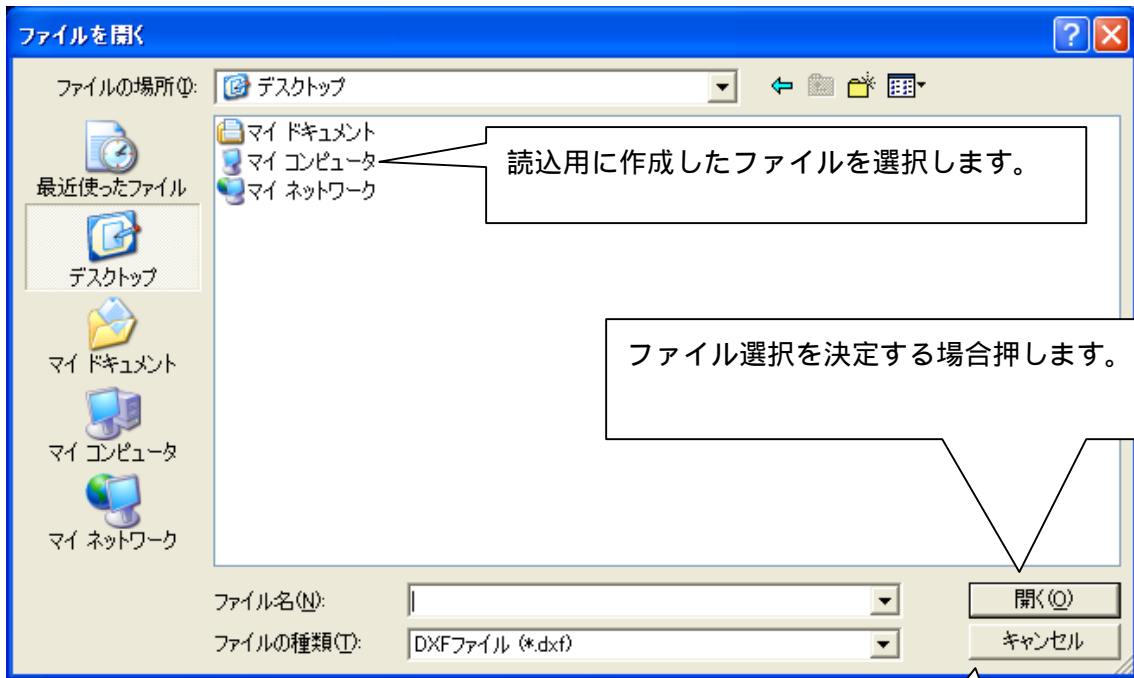 ファイルを開く
ファイルの場所(I):
デスクトップ
マイ ドキュメント
マイ コンピュータ
マイ ネットワーク
読込用に作成したファイルを選択します。
最近使ったファイル
デスクトップ
マイ ドキュメント
マイ コンピュータ
マイ ネットワーク
ファイル選択を決定する場合押します。
ファイル名(N):
開く(O)
ファイルの種類(T):
DXFファイル (*.dxf)
キャンセル